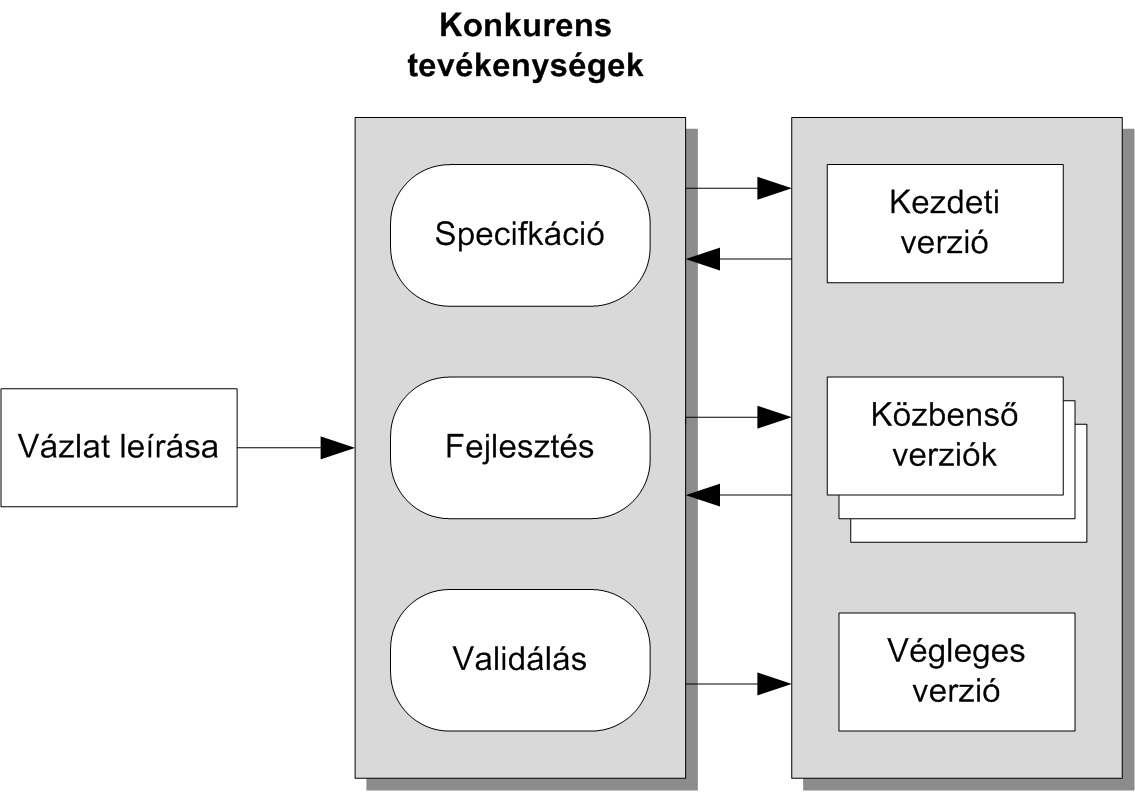 Konkurens
tevékenységek
Vázlat leírása
Specifkáció
Fejlesztés
Validálás
Kezdeti
verzió
Közbenső
verziók
Végleges
verzió